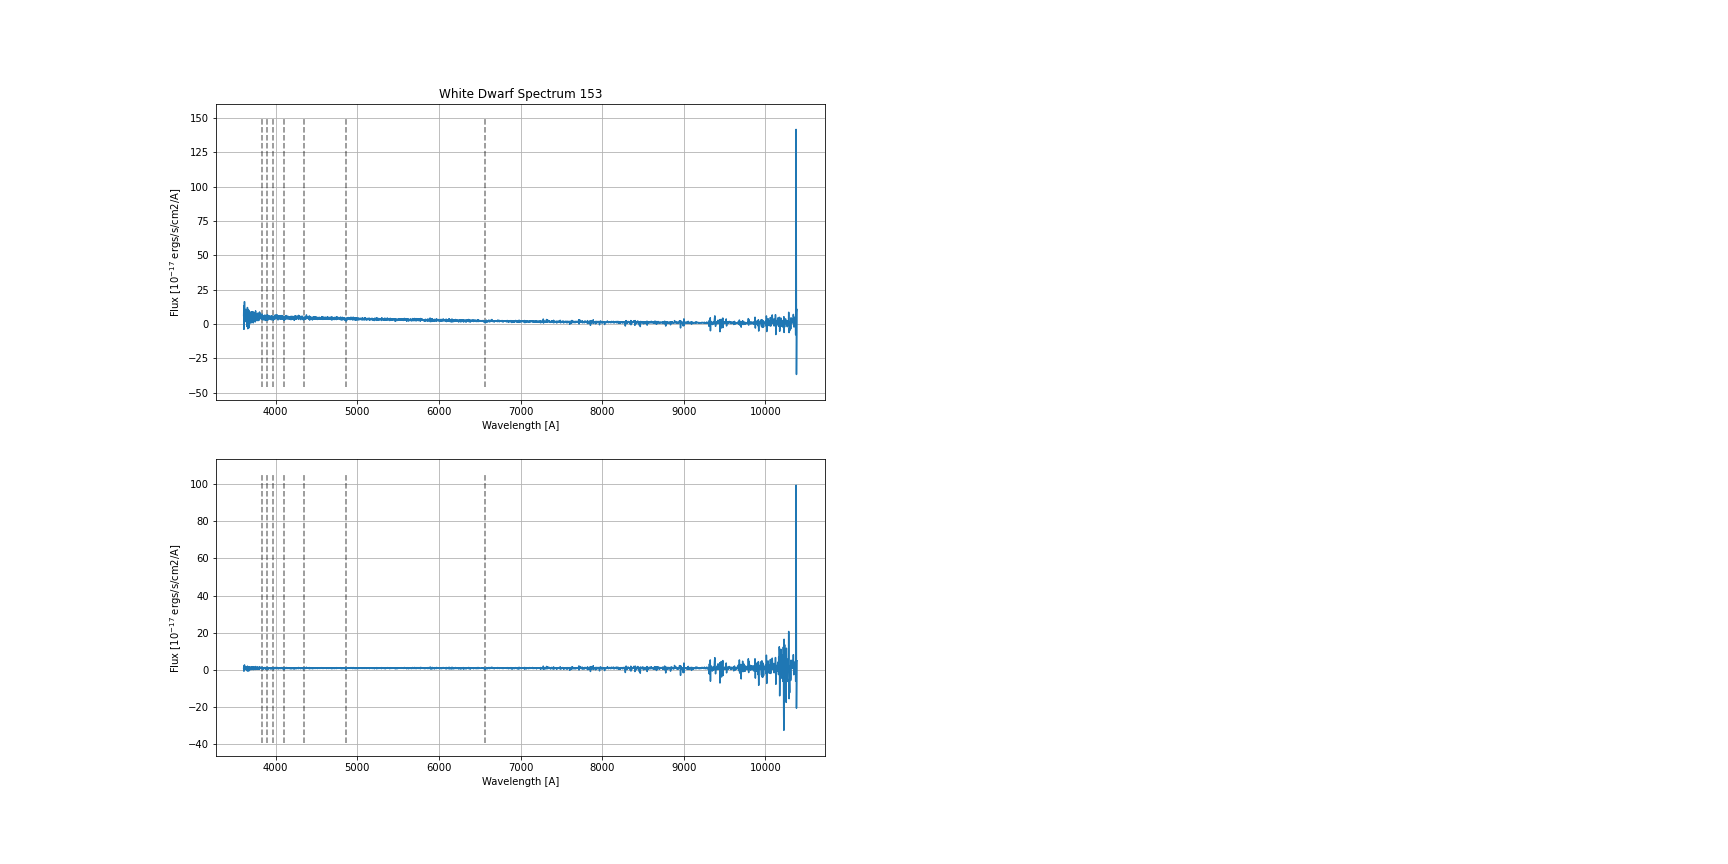 White Dwarf Spectrum 153
150
125
100
75
50
25
0
−25
−50
Flux [10⁻¹⁷ ergs/s/cm2/A]
4000 5000 6000 7000 8000 9000 10000
Wavelength [A]
100
80
60
40
20
0
−20
−40
Flux [10⁻¹⁷ ergs/s/cm2/A]
4000 5000 6000 7000 8000 9000 10000
Wavelength [A]